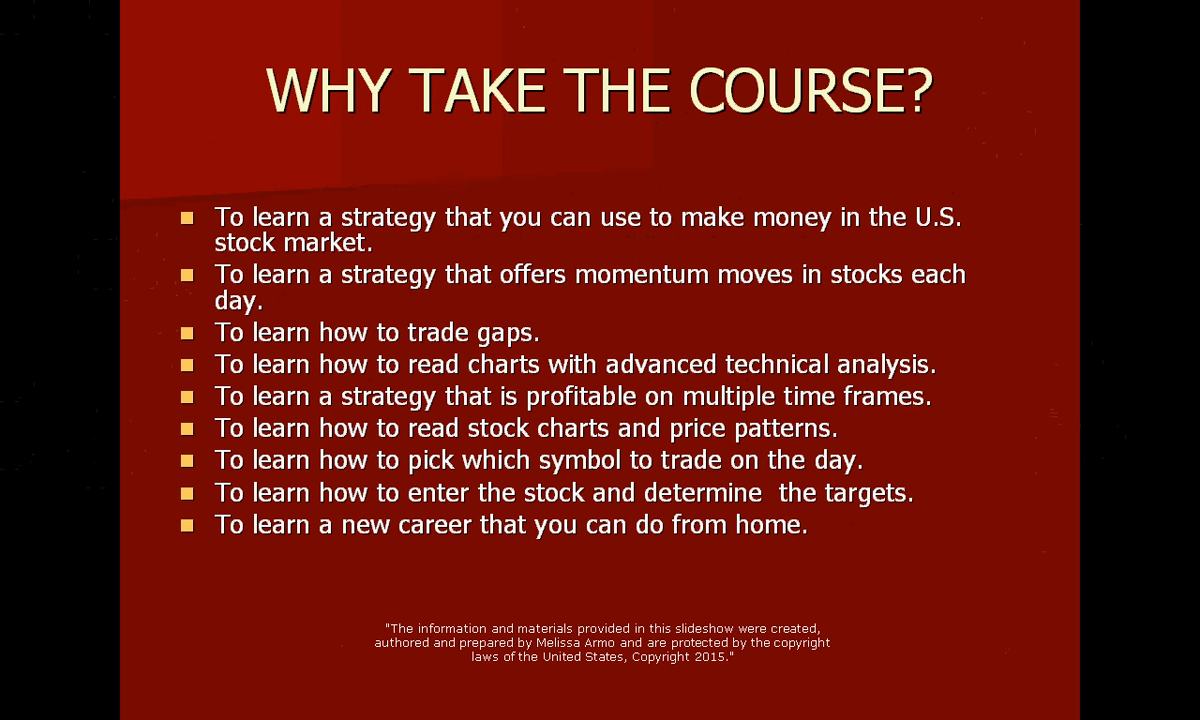 WHY TAKE THE COURSE?
To learn a strategy that you can use to make money in the U.S.
stock market.
To learn a strategy that offers momentum moves in stocks each
day.
To learn how to trade gaps.
To learn how to read charts with advanced technical analysis.
To learn a strategy that is profitable on multiple time frames.
To learn how to read stock charts and price patterns.
To learn how to pick which symbol to trade on the day.
To learn how to enter the stock and determine  the targets.
To learn a new career that you can do from home.
"The information and materials provided in this slideshow were created,
authored and prepared by Melissa Armo and are protected by the copyright
laws of the United States, Copyright 2015."